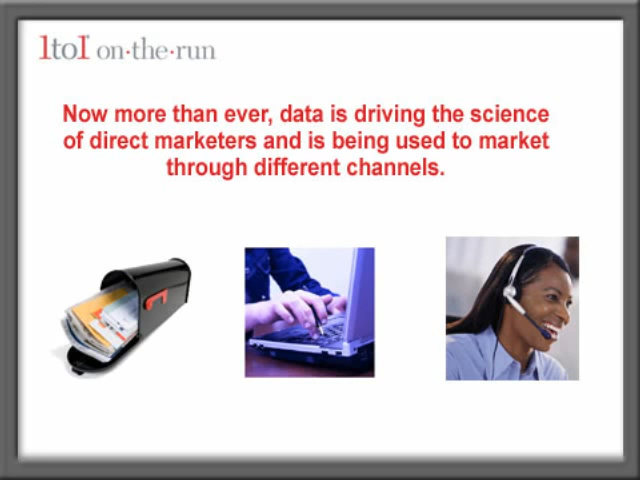 1to1 on·the·run
Now more than ever, data is driving the science
of direct marketers and is being used to market
through different channels.